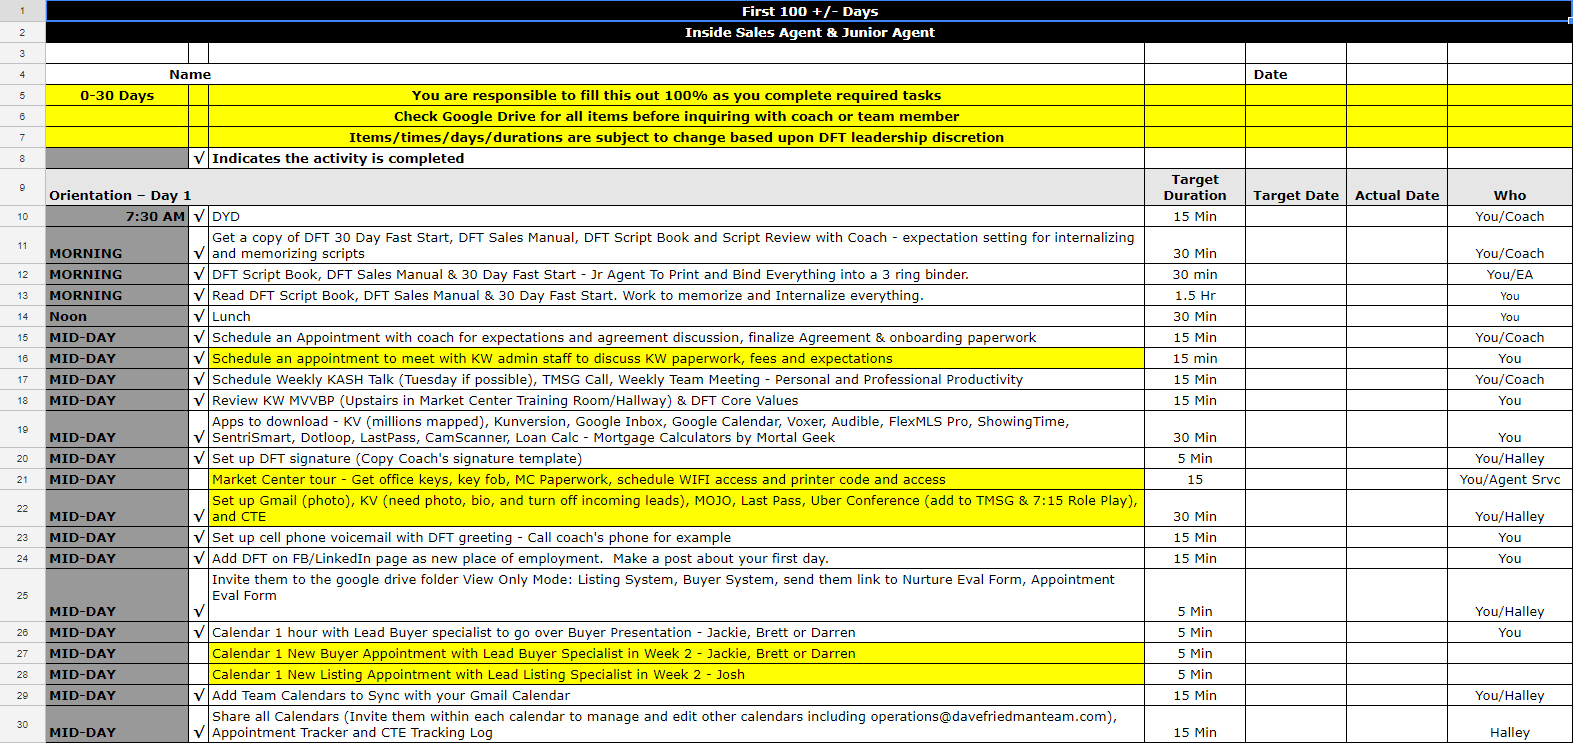 1 First 100 +/- Days
2 Inside Sales Agent & Junior Agent
3
4 Name Date
5 0-30 Days You are responsible to fill this out 100% as you complete required tasks
6 Check Google Drive for all items before inquiring with coach or team member
7 Items/times/days/durations are subject to change based upon DFT leadership discretion
8 √ Indicates the activity is completed
9 Orientation – Day 1 Target Duration Target Date Actual Date Who
10 7:30 AM √ DYD 15 Min You/Coach
11 MORNING √ Get a copy of DFT 30 Day Fast Start, DFT Sales Manual, DFT Script Book and Script Review with Coach - expectation setting for internalizing
and memorizing scripts 30 Min You/Coach
12 MORNING √ DFT Script Book, DFT Sales Manual & 30 Day Fast Start - Jr Agent To Print and Bind Everything into a 3 ring binder. 30 min You/EA
13 MORNING √ Read DFT Script Book, DFT Sales Manual & 30 Day Fast Start. Work to memorize and Internalize everything. 1.5 Hr You
14 Noon √ Lunch 30 Min You
15 MID-DAY √ Schedule an Appointment with coach for expectations and agreement discussion, finalize Agreement & onboarding paperwork 15 Min You/Coach
16 MID-DAY √ Schedule an appointment to meet with KW admin staff to discuss KW paperwork, fees and expectations 15 min You
17 MID-DAY √ Schedule Weekly KASH Talk (Tuesday if possible), TMSG Call, Weekly Team Meeting - Personal and Professional Productivity 15 Min You/Coach
18 MID-DAY √ Review KW MVVBP (Upstairs in Market Center Training Room/Hallway) & DFT Core Values 15 Min You
19 MID-DAY √ Apps to download - KV (millions mapped), Kunversion, Google Inbox, Google Calendar, Voxer, Audible, FlexMLS Pro, ShowingTime,
SentriSmart, Dotloop, LastPass, CamScanner, Loan Calc - Mortgage Calculators by Mortal Geek 30 Min You
20 MID-DAY √ Set up DFT signature (Copy Coach's signature template) 5 Min You/Halley
21 MID-DAY Market Center tour - Get office keys, key fob, MC Paperwork, schedule WIFI access and printer code and access 15 You/Agent Srvc
22 MID-DAY √ Set up Gmail (photo), KV (need photo, bio, and turn off incoming leads), MOJO, Last Pass, Uber Conference (add to TMSG & 7:15 Role Play),
and CTE 30 Min You/Halley
23 MID-DAY √ Set up cell phone voicemail with DFT greeting - Call coach's phone for example 15 Min You
24 MID-DAY √ Add DFT on FB/LinkedIn page as new place of employment.  Make a post about your first day. 15 Min You
25 MID-DAY √ Invite them to the google drive folder View Only Mode: Listing System, Buyer System, send them link to Nurture Eval Form, Appointment
Eval Form 5 Min You/Halley
26 MID-DAY √ Calendar 1 hour with Lead Buyer specialist to go over Buyer Presentation - Jackie, Brett or Darren 5 Min You
27 MID-DAY Calendar 1 New Buyer Appointment with Lead Buyer Specialist in Week 2 - Jackie, Brett or Darren 5 Min
28 MID-DAY Calendar 1 New Listing Appointment with Lead Listing Specialist in Week 2 - Josh 5 Min
29 MID-DAY √ Add Team Calendars to Sync with your Gmail Calendar 15 Min You/Halley
30 MID-DAY √ Share all Calendars (Invite them within each calendar to manage and edit other calendars including operations@davefriedmanteam.com),
Appointment Tracker and CTE Tracking Log 15 Min Halley